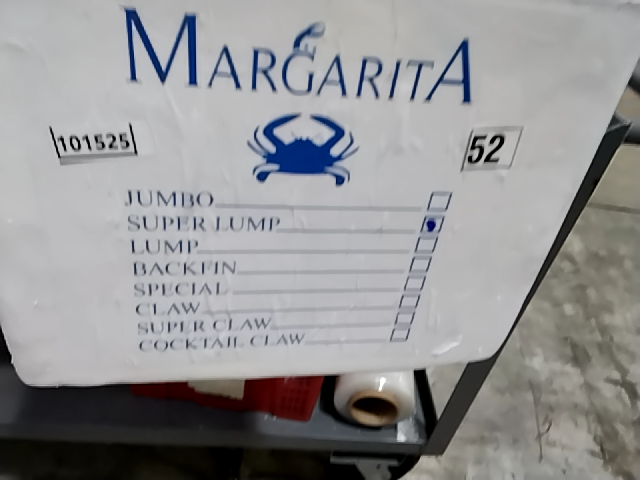 MARGARITA
101525
52
JUMBO
SUPER LUMP
LUMP
BACKFIN
SPECIAL
CLAW
SUPER CLAW
COCKTAIL CLAW